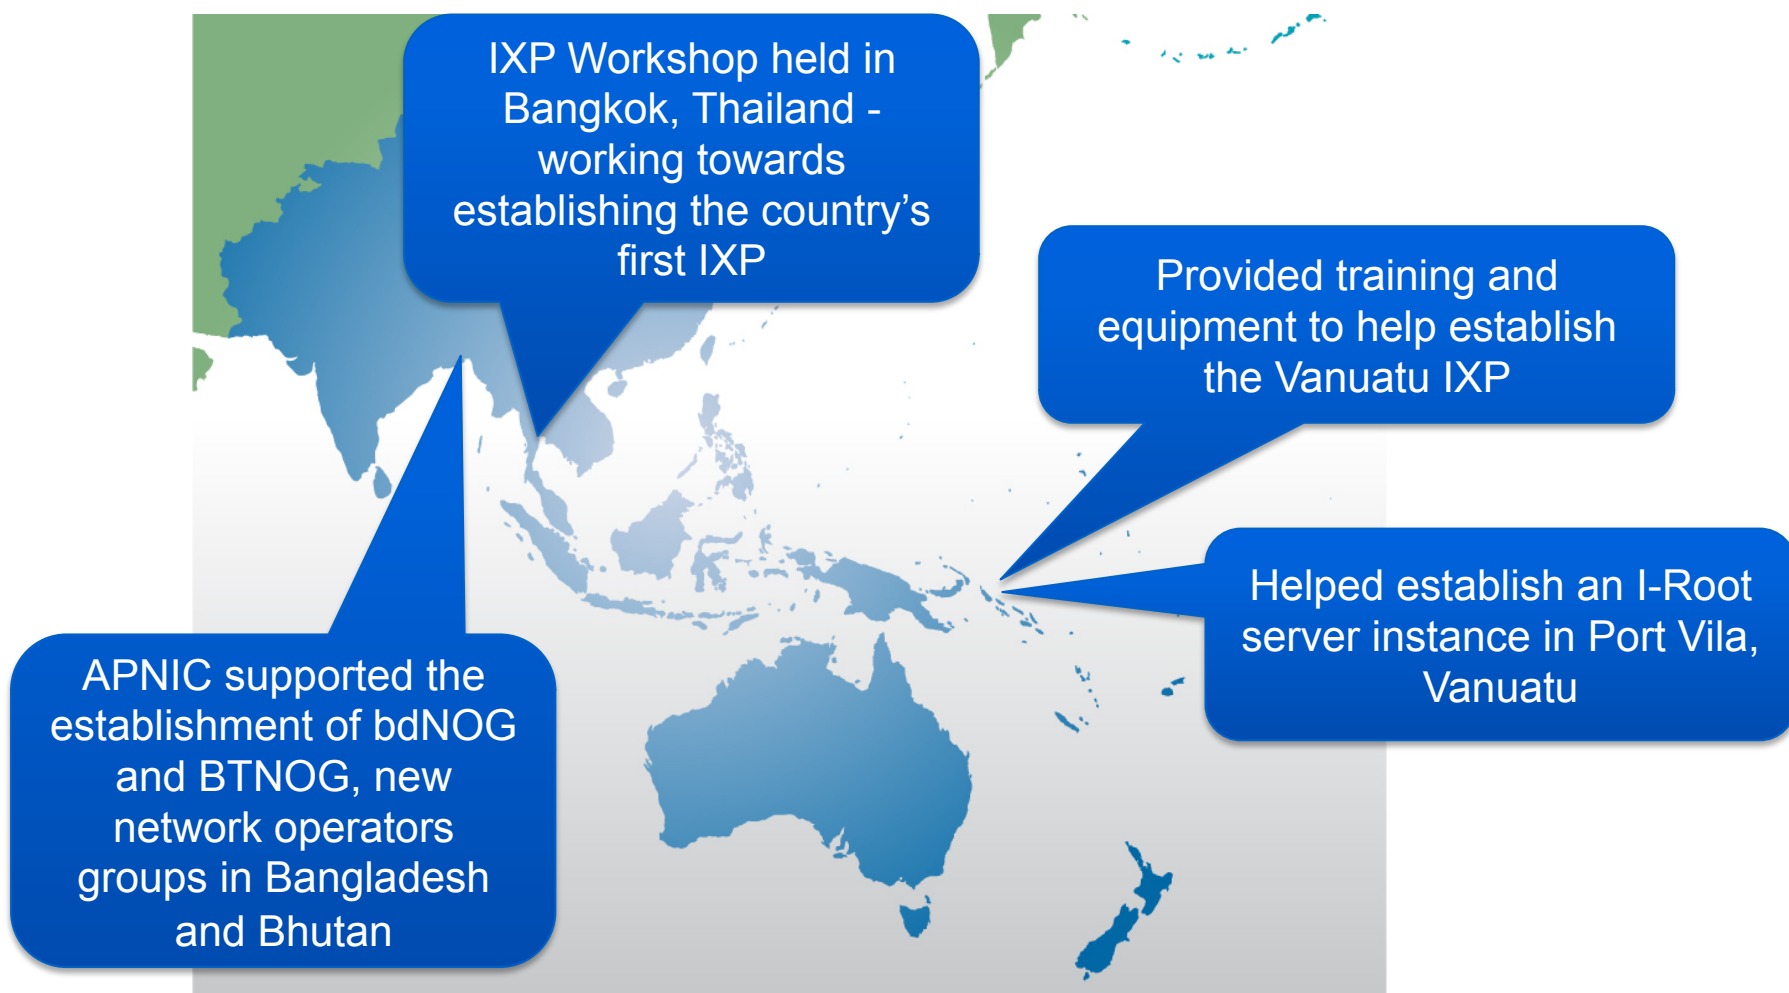 IXP Workshop held in
Bangkok, Thailand -
working towards
establishing the country’s
first IXP
Provided training and
equipment to help establish
the Vanuatu IXP
Helped establish an I-Root
server instance in Port Vila,
Vanuatu
APNIC supported the
establishment of bdNOG
and BTNOG, new
network operators
groups in Bangladesh
and Bhutan